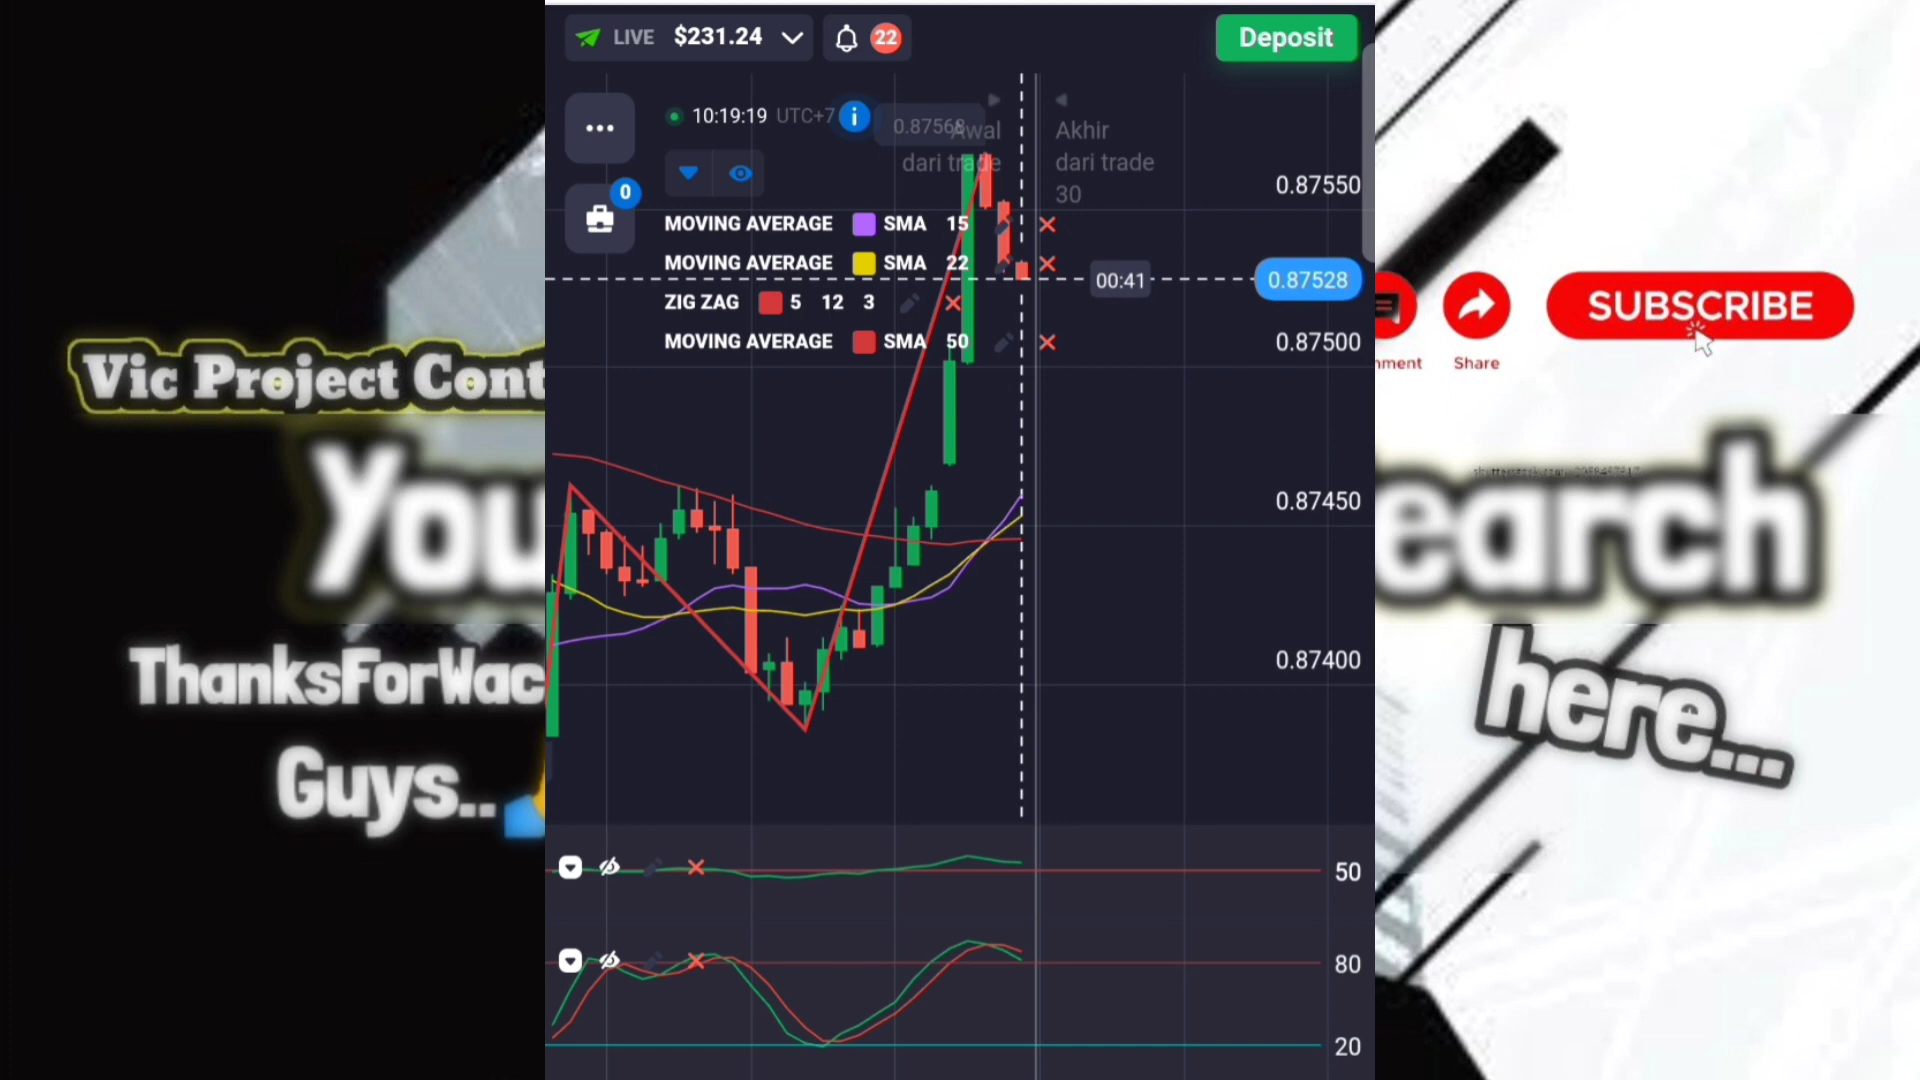 LIVE $231.24
22
Deposit
10:19:19 UTC+7
0.87568
Awal
dari trade
Akhir
dari trade
30
0
MOVING AVERAGE SMA 15
MOVING AVERAGE SMA 22
ZIG ZAG 5 12 3
MOVING AVERAGE SMA 50
00:41
0.87550
0.87528
0.87500
0.87450
0.87400
50
80
20
Vic Project Cont
You
ThanksForWac
Guys..
nment
Share
SUBSCRIBE
earch
here...